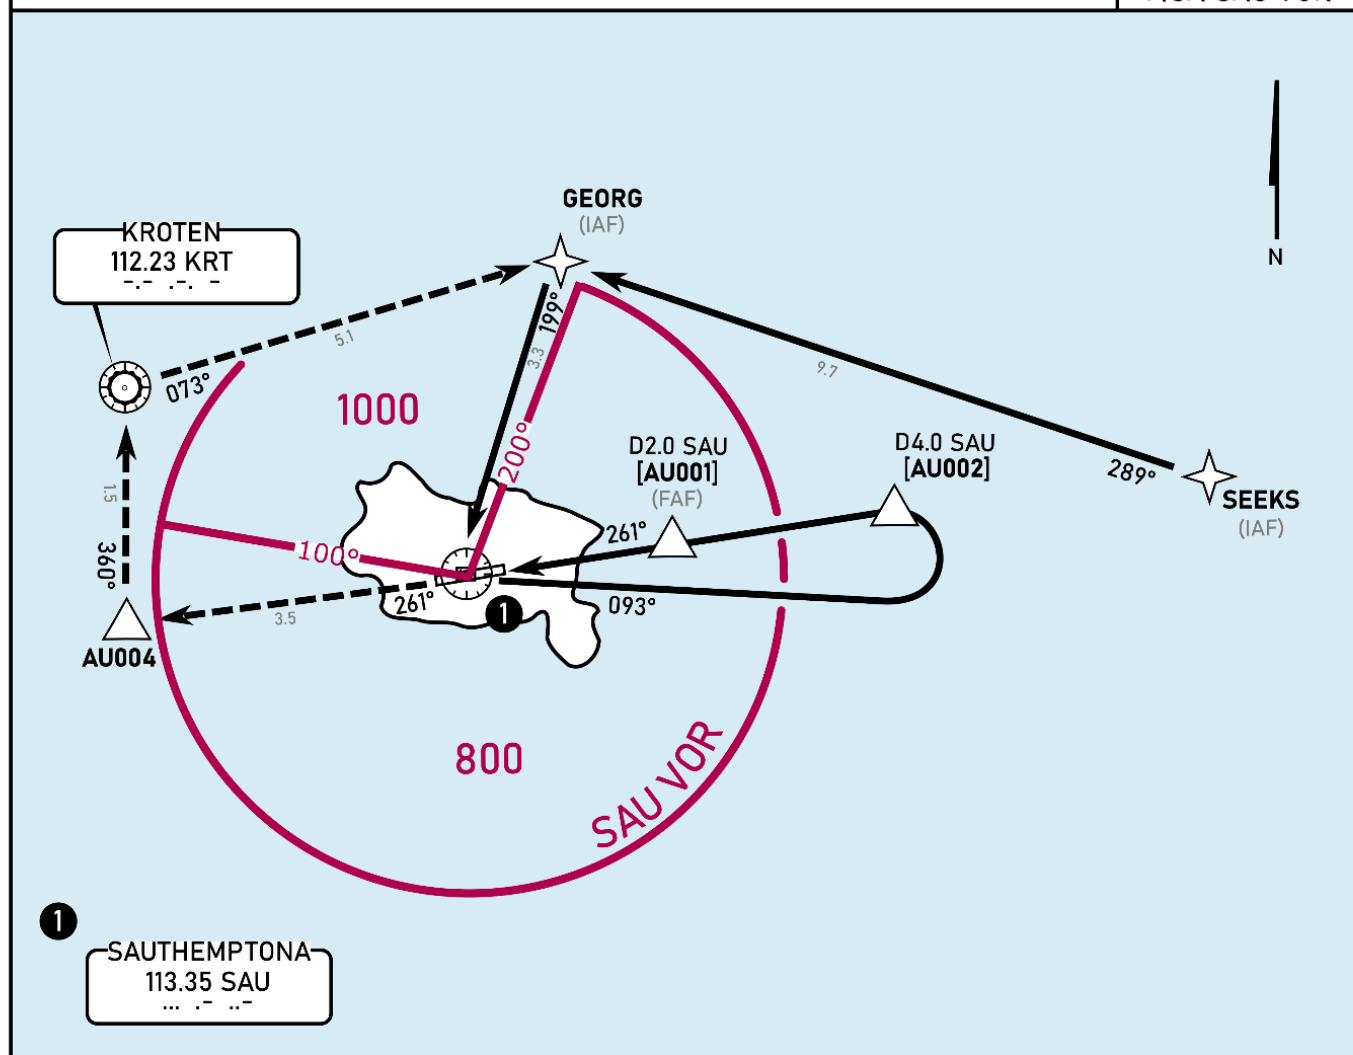 GEORG
(IAF)
N
KROTEN
112.23 KRT
-.- .-. -
5.1
073°
199°
3.3
200°
9.7
289°
SEEKS
(IAF)
1000
D2.0 SAU
[AU001]
(FAF)
D4.0 SAU
[AU002]
261°
1.5
360°
100°
AU004
3.5
261°
1
093°
800
SAU VOR
1
SAUTHEMPTONA
113.35 SAU
... .- ..-